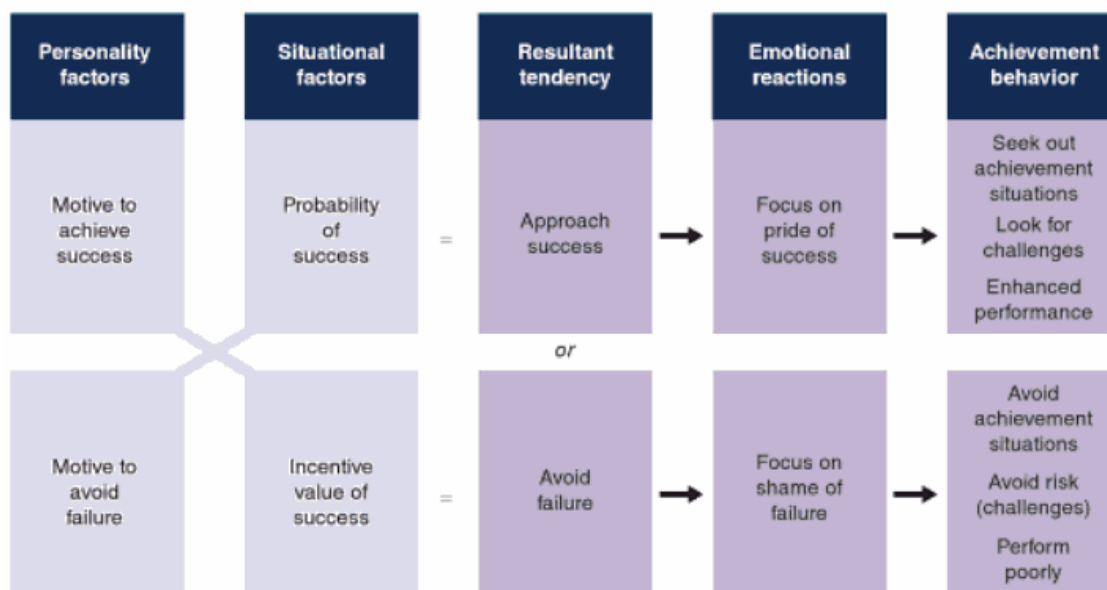 Personality
factors
Situational
factors
Resultant
tendency
Emotional
reactions
Achievement
behavior
Motive to
achieve
success
Probability
of
success
=
Approach
success
Focus on
pride of
success
Seek out
achievement
situations
Look for
challenges
Enhanced
performance
or
Motive to
avoid
failure
Incentive
value of
success
=
Avoid
failure
Focus on
shame of
failure
Avoid
achievement
situations
Avoid risk
(challenges)
Perform
poorly